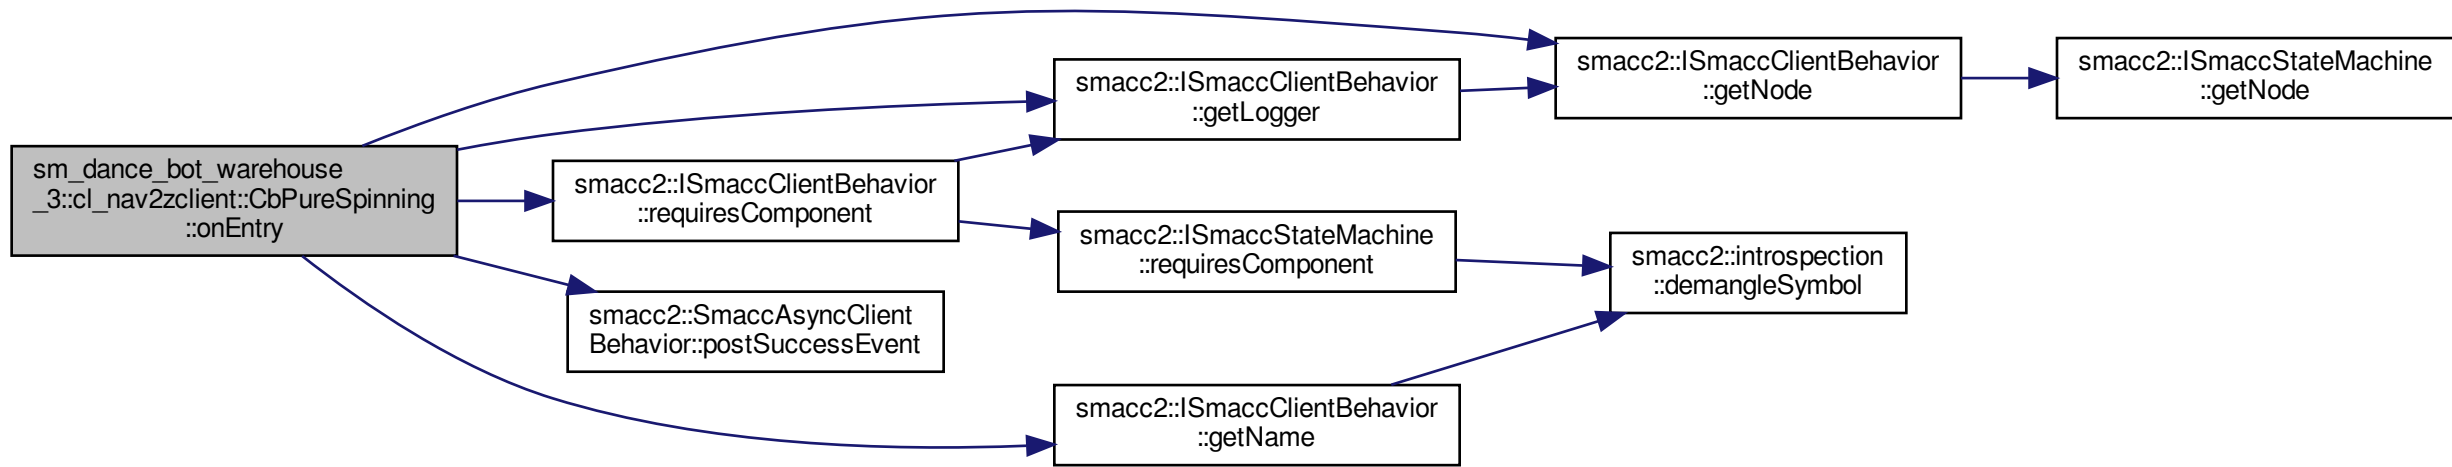 sm_dance_bot_warehouse
_3::cl_nav2zclient::CbPureSpinning
::onEntry
smacc2::ISmaccClientBehavior
::requiresComponent
smacc2::SmaccAsyncClient
Behavior::postSuccessEvent
smacc2::ISmaccClientBehavior
::getLogger
smacc2::ISmaccStateMachine
::requiresComponent
smacc2::ISmaccClientBehavior
::getName
smacc2::ISmaccClientBehavior
::getNode
smacc2::introspection
::demangleSymbol
smacc2::ISmaccStateMachine
::getNode